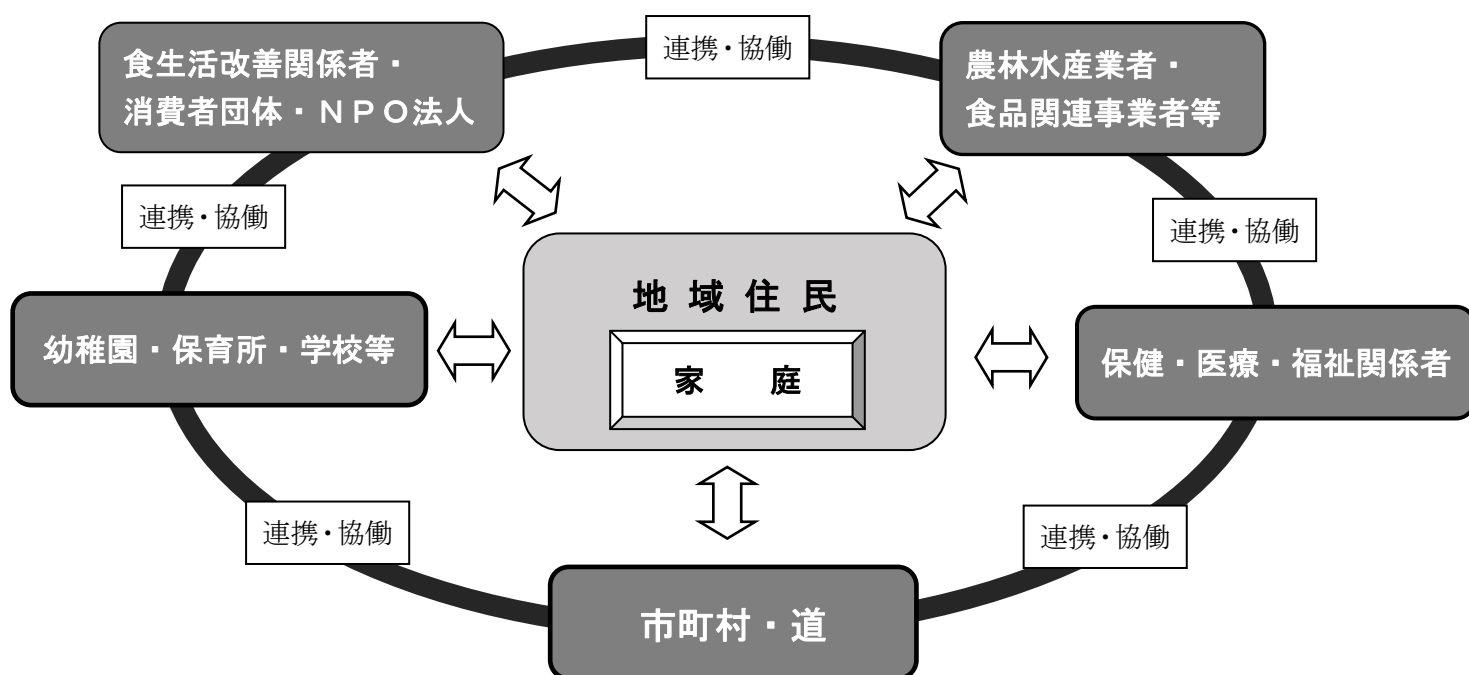 連携・協働
食生活改善関係者・
消費者団体・ＮＰＯ法人
農林水産業者・
食品関連事業者等
連携・協働
連携・協働
地域住民
家庭
幼稚園・保育所・学校等
保健・医療・福祉関係者
連携・協働
連携・協働
市町村・道